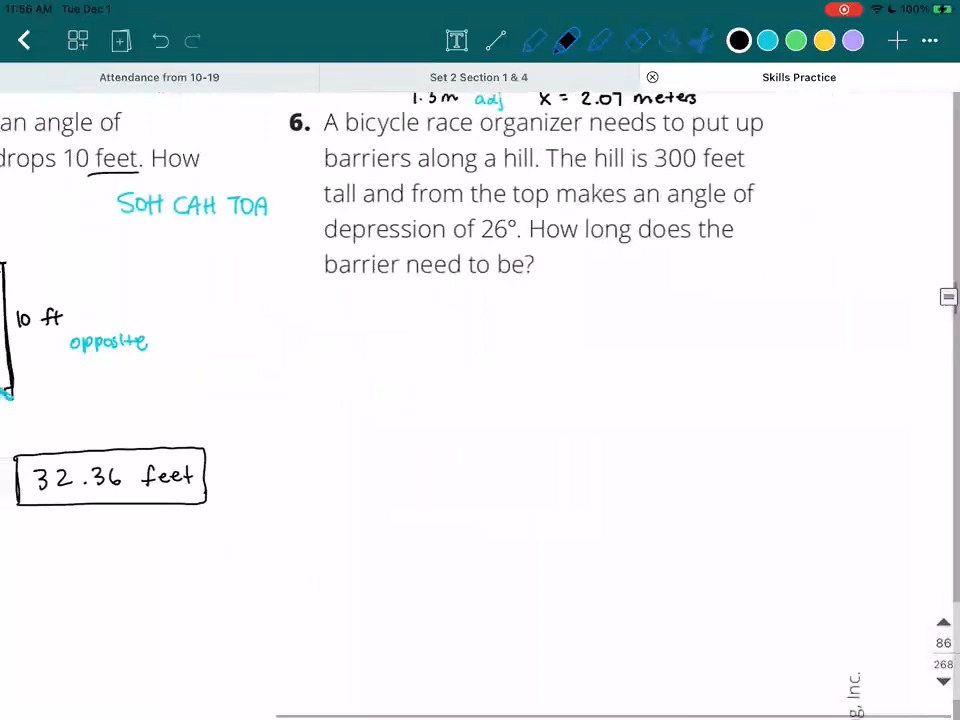 11:56 AM Tue Dec 1
100%
Attendance from 10-19
Set 2 Section 1 & 4
Skills Practice
1.5m adj x = 2.07 meters
an angle of
drops 10 feet. How
SOH CAH TOA
10 ft
opposite
32.36 feet
6. A bicycle race organizer needs to put up
barriers along a hill. The hill is 300 feet
tall and from the top makes an angle of
depression of 26°. How long does the
barrier need to be?
86
268
g, Inc.